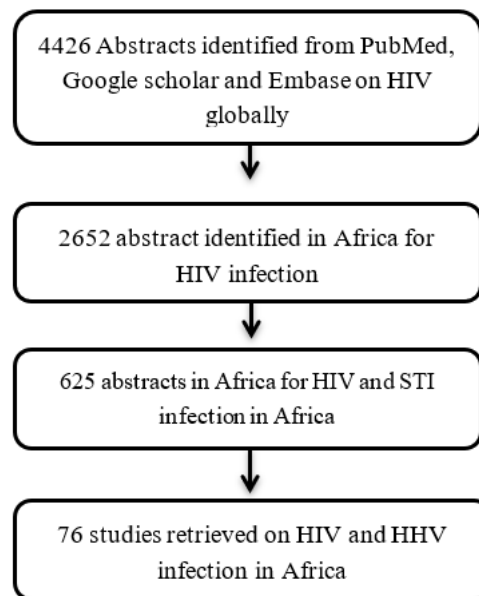 4426 Abstracts identified from PubMed,
Google scholar and Embase on HIV
globally
2652 abstract identified in Africa for
HIV infection
625 abstracts in Africa for HIV and STI
infection in Africa
76 studies retrieved on HIV and HHV
infection in Africa